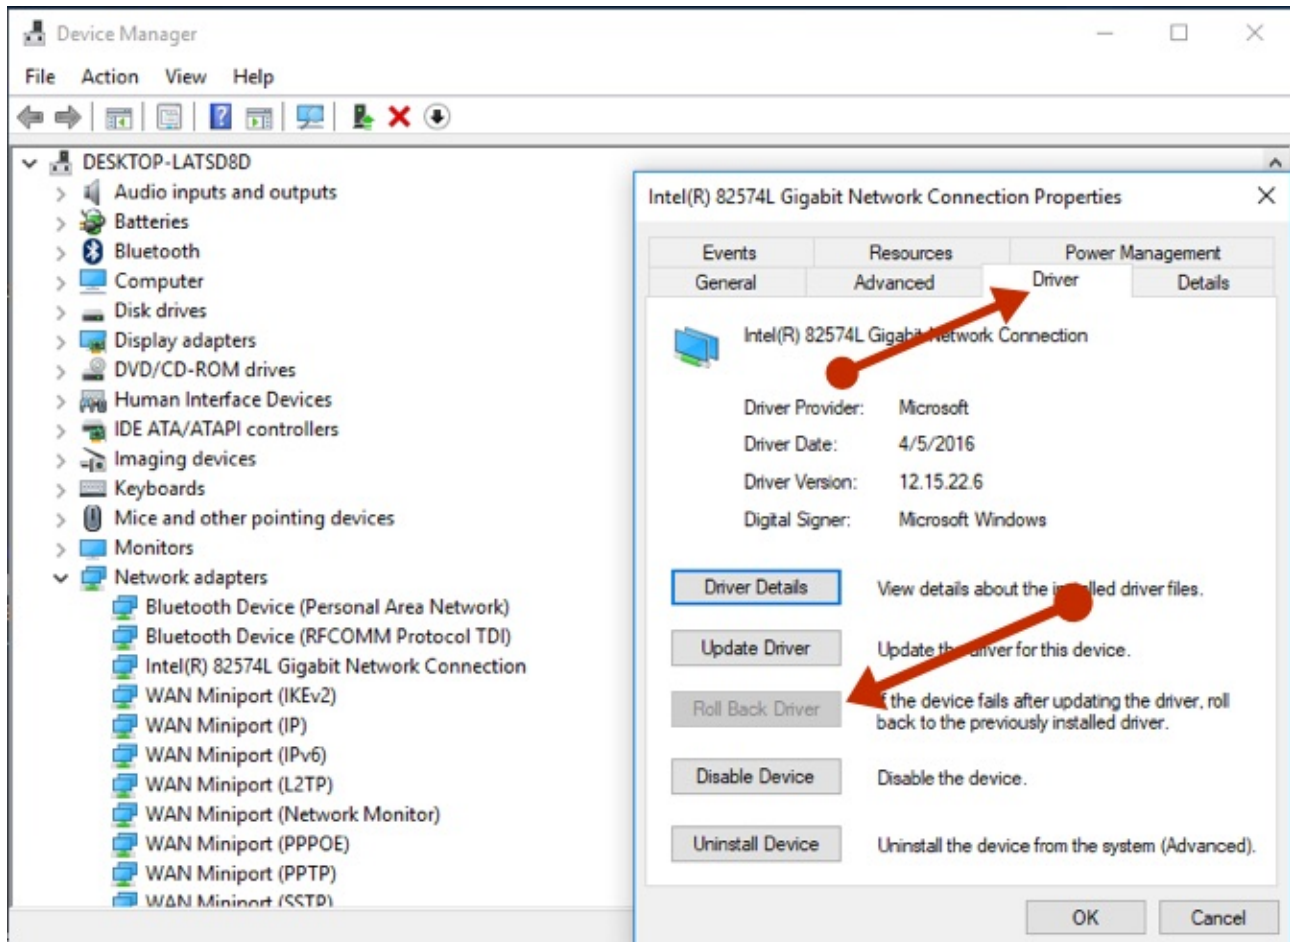 Device Manager
File Action View Help
DESKTOP-LATSD8D
Audio inputs and outputs
Batteries
Bluetooth
Computer
Disk drives
Display adapters
DVD/CD-ROM drives
Human Interface Devices
IDE ATA/ATAPI controllers
Imaging devices
Keyboards
Mice and other pointing devices
Monitors
Network adapters
Bluetooth Device (Personal Area Network)
Bluetooth Device (RFCOMM Protocol TDI)
Intel(R) 82574L Gigabit Network Connection
WAN Miniport (IKEv2)
WAN Miniport (IP)
WAN Miniport (IPv6)
WAN Miniport (L2TP)
WAN Miniport (Network Monitor)
WAN Miniport (PPPOE)
WAN Miniport (PPTP)
WAN Miniport (SSTP)
Intel(R) 82574L Gigabit Network Connection Properties
Events Resources Power Management
General Advanced Driver Details
Intel(R) 82574L Gigabit Network Connection
Driver Provider: Microsoft
Driver Date: 4/5/2016
Driver Version: 12.15.22.6
Digital Signer: Microsoft Windows
Driver Details View details about the installed driver files.
Update Driver Update the driver for this device.
Roll Back Driver If the device fails after updating the driver, roll
back to the previously installed driver.
Disable Device Disable the device.
Uninstall Device Uninstall the device from the system (Advanced).
OK Cancel